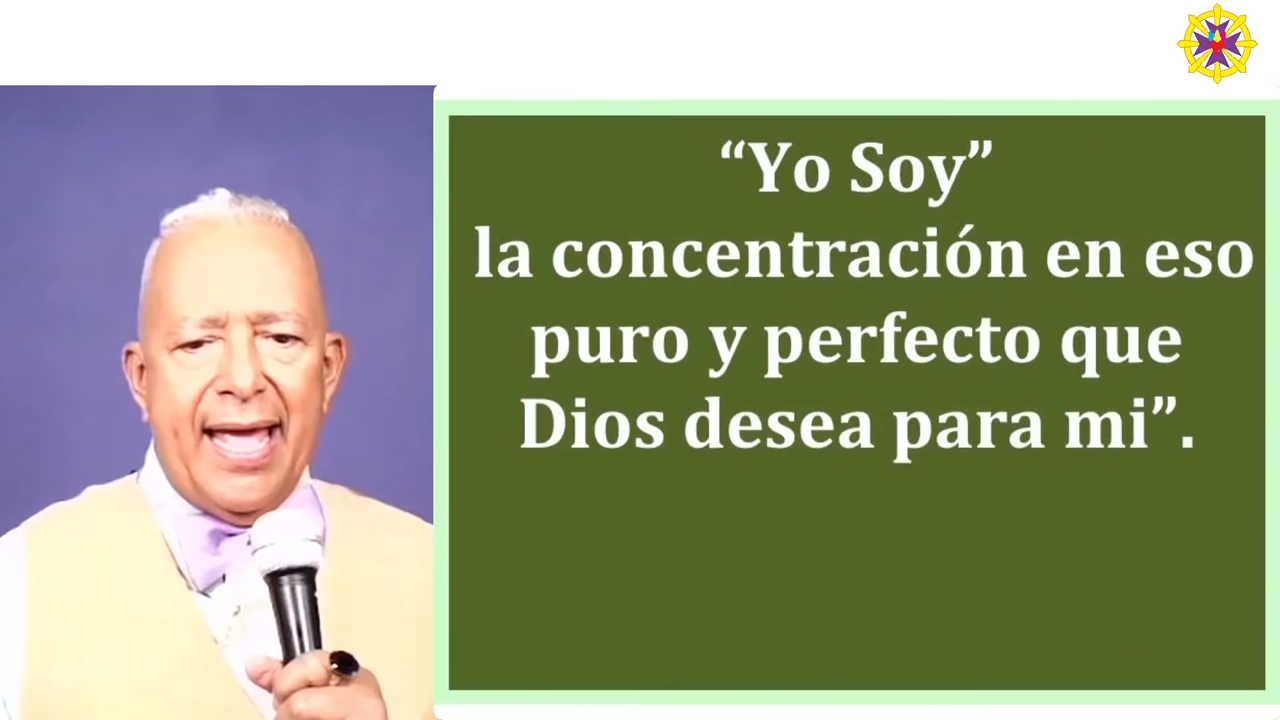 “Yo Soy”
la concentración en eso
puro y perfecto que
Dios desea para mi”.